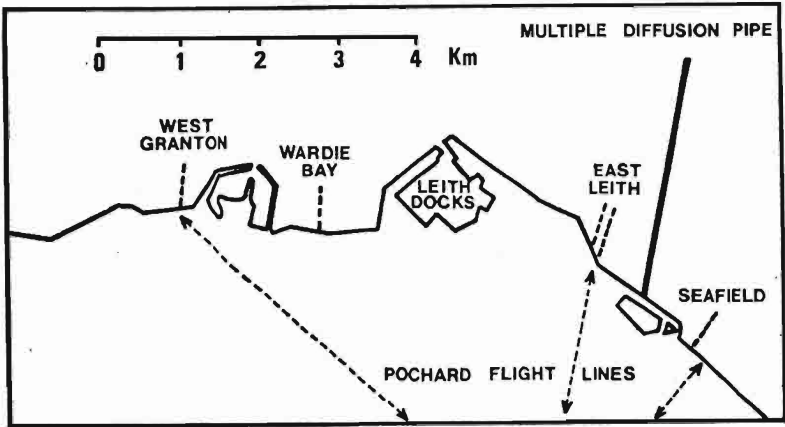 MULTIPLE DIFFUSION PIPE
0 1 2 3 4 Km
WEST
GRANTON
WARDIE
BAY
LEITH
DOCKS
EAST
LEITH
SEAFIELD
POCHARD FLIGHT LINES